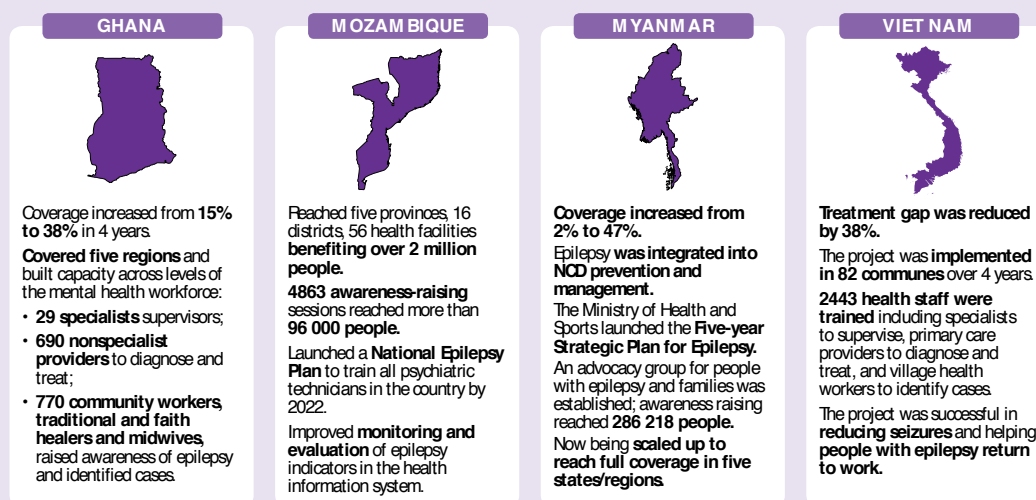 GHANA
Coverage increased from 15%
to 38% in 4 years.
Covered five regions and
built capacity across levels of
the mental health workforce:
• 29 specialists supervisors;
• 690 nonspecialist
providers to diagnose and
treat;
• 770 community workers,
traditional and faith
healers and midwives,
raised awareness of epilepsy
and identified cases.
MOZAMBIQUE
Reached five provinces, 16
districts, 56 health facilities
benefiting over 2 million
people.
4863 awareness-raising
sessions reached more than
96 000 people.
Launched a National Epilepsy
Plan to train all psychiatric
technicians in the country by
2022.
Improved monitoring and
evaluation of epilepsy
indicators in the health
information system.
MYANMAR
Coverage increased from
2% to 47%.
Epilepsy was integrated into
NCD prevention and
management.
The Ministry of Health and
Sports launched the Five-year
Strategic Plan for Epilepsy.
An advocacy group for people
with epilepsy and families was
established; awareness raising
reached 286 218 people.
Now being scaled up to
reach full coverage in five
states/regions.
VIET NAM
Treatment gap was reduced
by 38%.
The project was implemented
in 82 communes over 4 years.
2443 health staff were
trained including specialists
to supervise, primary care
providers to diagnose and
treat, and village health
workers to identify cases.
The project was successful in
reducing seizures and helping
people with epilepsy return
to work.